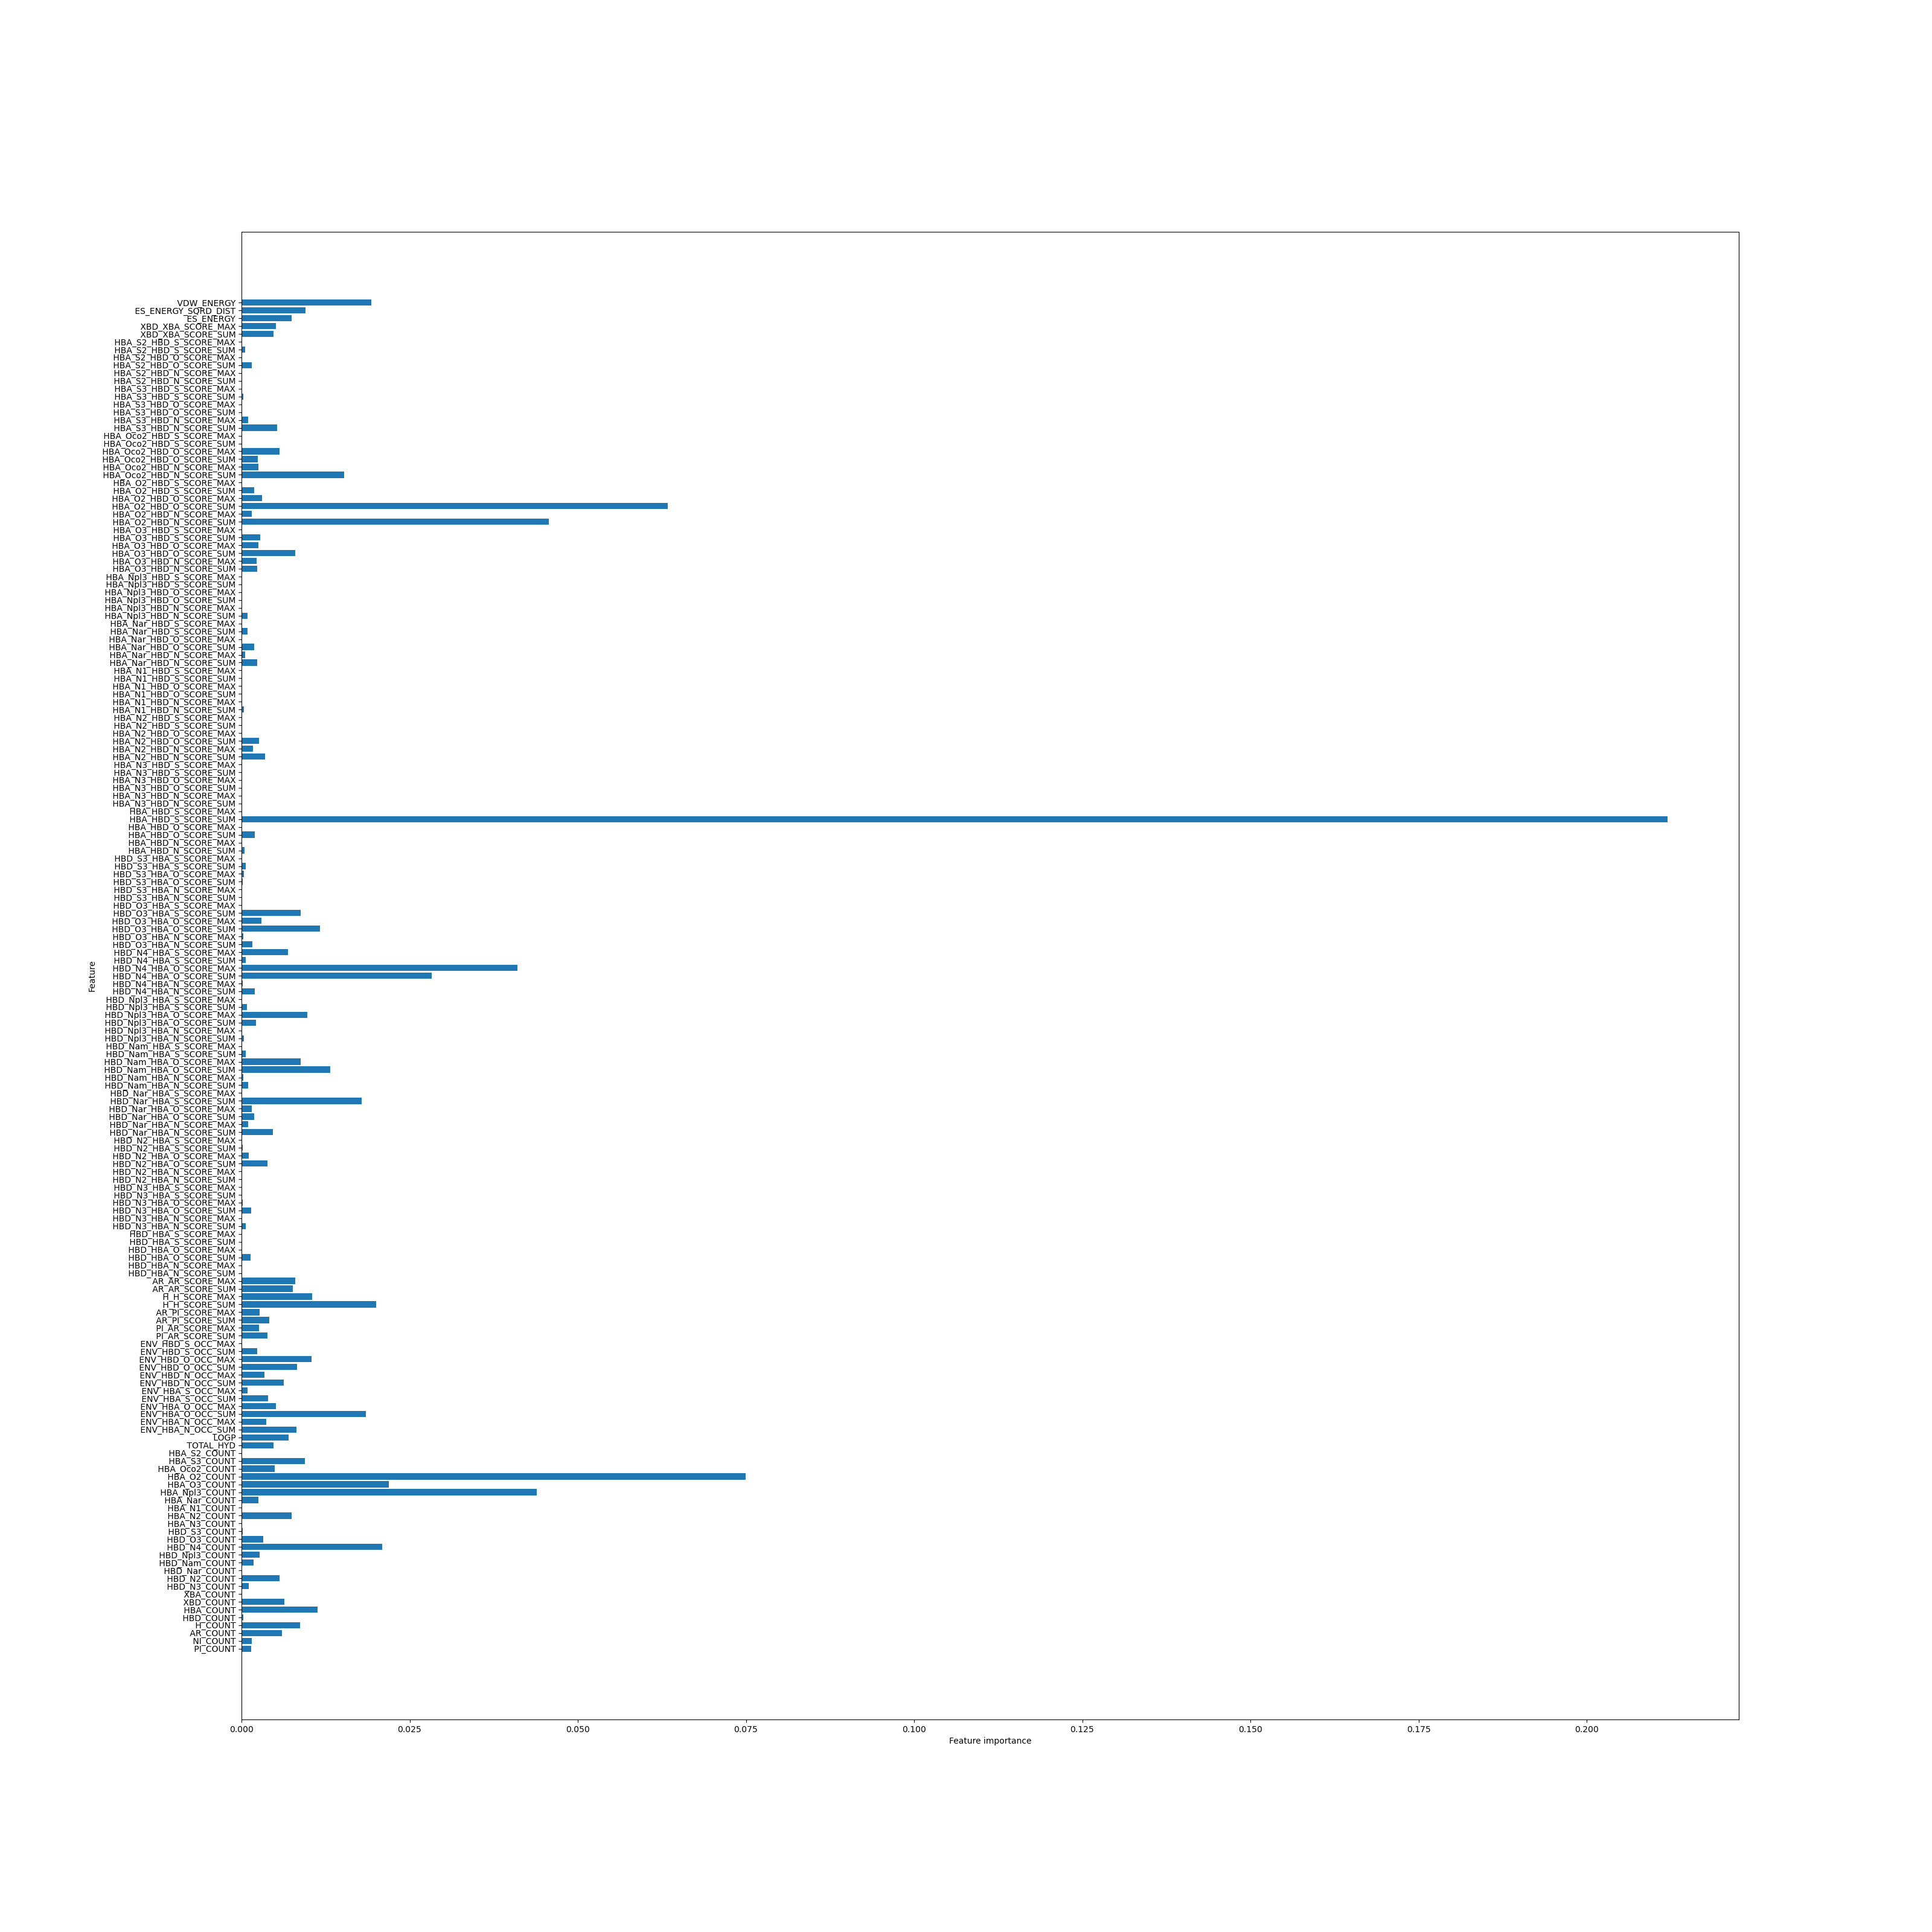 VDW_ENERGY
ES_ENERGY_SQRD_DIST
ES_ENERGY
XBD_XBA_SCORE_MAX
XBD_XBA_SCORE_SUM
HBA_S2_HBD_S_SCORE_MAX
HBA_S2_HBD_S_SCORE_SUM
HBA_S2_HBD_O_SCORE_MAX
HBA_S2_HBD_O_SCORE_SUM
HBA_S2_HBD_N_SCORE_MAX
HBA_S2_HBD_N_SCORE_SUM
HBA_S3_HBD_S_SCORE_MAX
HBA_S3_HBD_S_SCORE_SUM
HBA_S3_HBD_O_SCORE_MAX
HBA_S3_HBD_O_SCORE_SUM
HBA_S3_HBD_N_SCORE_MAX
HBA_S3_HBD_N_SCORE_SUM
HBA_Oco2_HBD_S_SCORE_MAX
HBA_Oco2_HBD_S_SCORE_SUM
HBA_Oco2_HBD_O_SCORE_MAX
HBA_Oco2_HBD_O_SCORE_SUM
HBA_Oco2_HBD_N_SCORE_MAX
HBA_Oco2_HBD_N_SCORE_SUM
HBA_O2_HBD_S_SCORE_MAX
HBA_O2_HBD_S_SCORE_SUM
HBA_O2_HBD_O_SCORE_MAX
HBA_O2_HBD_O_SCORE_SUM
HBA_O2_HBD_N_SCORE_MAX
HBA_O2_HBD_N_SCORE_SUM
HBA_O3_HBD_S_SCORE_MAX
HBA_O3_HBD_S_SCORE_SUM
HBA_O3_HBD_O_SCORE_MAX
HBA_O3_HBD_O_SCORE_SUM
HBA_O3_HBD_N_SCORE_MAX
HBA_O3_HBD_N_SCORE_SUM
HBA_Npl3_HBD_S_SCORE_MAX
HBA_Npl3_HBD_S_SCORE_SUM
HBA_Npl3_HBD_O_SCORE_MAX
HBA_Npl3_HBD_O_SCORE_SUM
HBA_Npl3_HBD_N_SCORE_MAX
HBA_Npl3_HBD_N_SCORE_SUM
HBA_Nar_HBD_S_SCORE_MAX
HBA_Nar_HBD_S_SCORE_SUM
HBA_Nar_HBD_O_SCORE_MAX
HBA_Nar_HBD_O_SCORE_SUM
HBA_Nar_HBD_N_SCORE_MAX
HBA_Nar_HBD_N_SCORE_SUM
HBA_N1_HBD_S_SCORE_MAX
HBA_N1_HBD_S_SCORE_SUM
HBA_N1_HBD_O_SCORE_MAX
HBA_N1_HBD_O_SCORE_SUM
HBA_N1_HBD_N_SCORE_MAX
HBA_N1_HBD_N_SCORE_SUM
HBA_N2_HBD_S_SCORE_MAX
HBA_N2_HBD_S_SCORE_SUM
HBA_N2_HBD_O_SCORE_MAX
HBA_N2_HBD_O_SCORE_SUM
HBA_N2_HBD_N_SCORE_MAX
HBA_N2_HBD_N_SCORE_SUM
HBA_N3_HBD_S_SCORE_MAX
HBA_N3_HBD_S_SCORE_SUM
HBA_N3_HBD_O_SCORE_MAX
HBA_N3_HBD_O_SCORE_SUM
HBA_N3_HBD_N_SCORE_MAX
HBA_N3_HBD_N_SCORE_SUM
HBA_HBD_S_SCORE_MAX
HBA_HBD_S_SCORE_SUM
HBA_HBD_O_SCORE_MAX
HBA_HBD_O_SCORE_SUM
HBA_HBD_N_SCORE_MAX
HBA_HBD_N_SCORE_SUM
HBD_S3_HBA_S_SCORE_MAX
HBD_S3_HBA_S_SCORE_SUM
HBD_S3_HBA_O_SCORE_MAX
HBD_S3_HBA_O_SCORE_SUM
HBD_S3_HBA_N_SCORE_MAX
HBD_S3_HBA_N_SCORE_SUM
HBD_O3_HBA_S_SCORE_MAX
HBD_O3_HBA_S_SCORE_SUM
HBD_O3_HBA_O_SCORE_MAX
HBD_O3_HBA_O_SCORE_SUM
HBD_O3_HBA_N_SCORE_MAX
HBD_O3_HBA_N_SCORE_SUM
HBD_N4_HBA_S_SCORE_MAX
HBD_N4_HBA_S_SCORE_SUM
HBD_N4_HBA_O_SCORE_MAX
HBD_N4_HBA_O_SCORE_SUM
HBD_N4_HBA_N_SCORE_MAX
HBD_N4_HBA_N_SCORE_SUM
HBD_Npl3_HBA_S_SCORE_MAX
HBD_Npl3_HBA_S_SCORE_SUM
HBD_Npl3_HBA_O_SCORE_MAX
HBD_Npl3_HBA_O_SCORE_SUM
HBD_Npl3_HBA_N_SCORE_MAX
HBD_Npl3_HBA_N_SCORE_SUM
HBD_Nam_HBA_S_SCORE_MAX
HBD_Nam_HBA_S_SCORE_SUM
HBD_Nam_HBA_O_SCORE_MAX
HBD_Nam_HBA_O_SCORE_SUM
HBD_Nam_HBA_N_SCORE_MAX
HBD_Nam_HBA_N_SCORE_SUM
HBD_Nar_HBA_S_SCORE_MAX
HBD_Nar_HBA_S_SCORE_SUM
HBD_Nar_HBA_O_SCORE_MAX
HBD_Nar_HBA_O_SCORE_SUM
HBD_Nar_HBA_N_SCORE_MAX
HBD_Nar_HBA_N_SCORE_SUM
HBD_N2_HBA_S_SCORE_MAX
HBD_N2_HBA_S_SCORE_SUM
HBD_N2_HBA_O_SCORE_MAX
HBD_N2_HBA_O_SCORE_SUM
HBD_N2_HBA_N_SCORE_MAX
HBD_N2_HBA_N_SCORE_SUM
HBD_N3_HBA_S_SCORE_MAX
HBD_N3_HBA_S_SCORE_SUM
HBD_N3_HBA_O_SCORE_MAX
HBD_N3_HBA_O_SCORE_SUM
HBD_N3_HBA_N_SCORE_MAX
HBD_N3_HBA_N_SCORE_SUM
HBD_HBA_S_SCORE_MAX
HBD_HBA_S_SCORE_SUM
HBD_HBA_O_SCORE_MAX
HBD_HBA_O_SCORE_SUM
HBD_HBA_N_SCORE_MAX
HBD_HBA_N_SCORE_SUM
AR_AR_SCORE_MAX
AR_AR_SCORE_SUM
H_H_SCORE_MAX
H_H_SCORE_SUM
AR_PI_SCORE_MAX
AR_PI_SCORE_SUM
PI_AR_SCORE_MAX
PI_AR_SCORE_SUM
ENV_HBD_S_OCC_MAX
ENV_HBD_S_OCC_SUM
ENV_HBD_O_OCC_MAX
ENV_HBD_O_OCC_SUM
ENV_HBD_N_OCC_MAX
ENV_HBD_N_OCC_SUM
ENV_HBA_S_OCC_MAX
ENV_HBA_S_OCC_SUM
ENV_HBA_O_OCC_MAX
ENV_HBA_O_OCC_SUM
ENV_HBA_N_OCC_MAX
ENV_HBA_N_OCC_SUM
LOGP
TOTAL_HYD
HBA_S2_COUNT
HBA_S3_COUNT
HBA_Oco2_COUNT
HBA_O2_COUNT
HBA_O3_COUNT
HBA_Npl3_COUNT
HBA_Nar_COUNT
HBA_N1_COUNT
HBA_N2_COUNT
HBA_N3_COUNT
HBD_S3_COUNT
HBD_O3_COUNT
HBD_N4_COUNT
HBD_Npl3_COUNT
HBD_Nam_COUNT
HBD_Nar_COUNT
HBD_N2_COUNT
HBD_N3_COUNT
XBA_COUNT
XBD_COUNT
HBA_COUNT
HBD_COUNT
H_COUNT
AR_COUNT
NI_COUNT
PI_COUNT
Feature
0.000 0.025 0.050 0.075 0.100 0.125 0.150 0.175 0.200
Feature importance